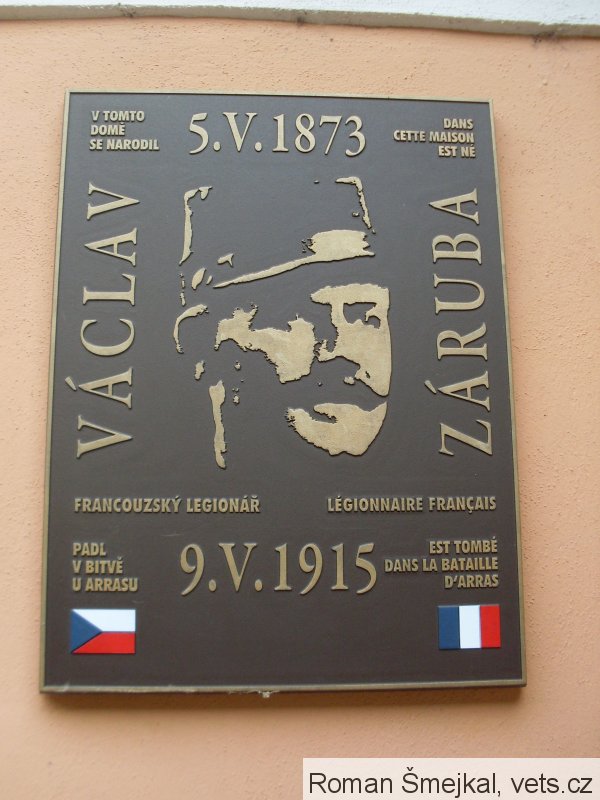 V TOMTO
DOMĚ
SE NARODIL
5.V.1873
DANS
CETTE MAISON
EST NÉ
VÁCLAV
ZÁRUBA
FRANCOUZSKÝ LEGIONÁŘ
LÉGIONNAIRE FRANÇAIS
PADL
V BITVĚ
U ARRASU
9.V.1915
EST TOMBÉ
DANS LA BATAILLE
D'ARRAS
Roman Šmejkal, vets.cz